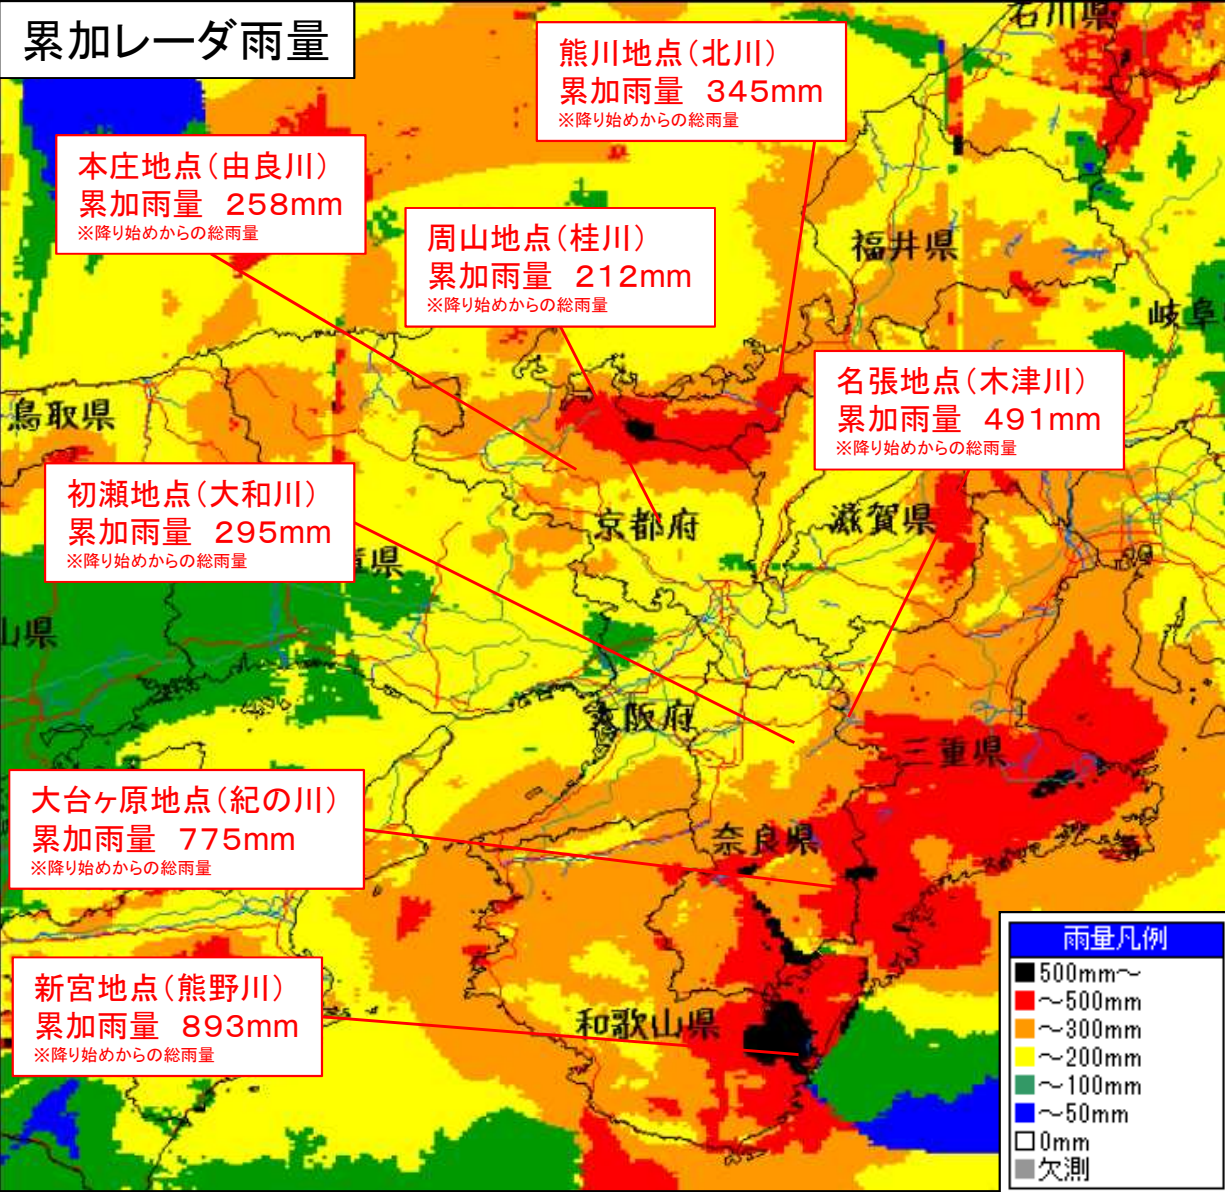 累加レーダ雨量
石川県
熊川地点(北川)
累加雨量 345mm
※降り始めからの総雨量
本庄地点(由良川)
累加雨量 258mm
※降り始めからの総雨量
周山地点(桂川)
累加雨量 212mm
※降り始めからの総雨量
福井県
岐阜
名張地点(木津川)
累加雨量 491mm
※降り始めからの総雨量
鳥取県
初瀬地点(大和川)
累加雨量 295mm
※降り始めからの総雨量
京都府
滋賀県
県
山県
大阪府
三重県
大台ヶ原地点(紀の川)
累加雨量 775mm
※降り始めからの総雨量
奈良県
新宮地点(熊野川)
累加雨量 893mm
※降り始めからの総雨量
和歌山県
雨量凡例
500mm～
～500mm
～300mm
～200mm
～100mm
～50mm
0mm
欠測